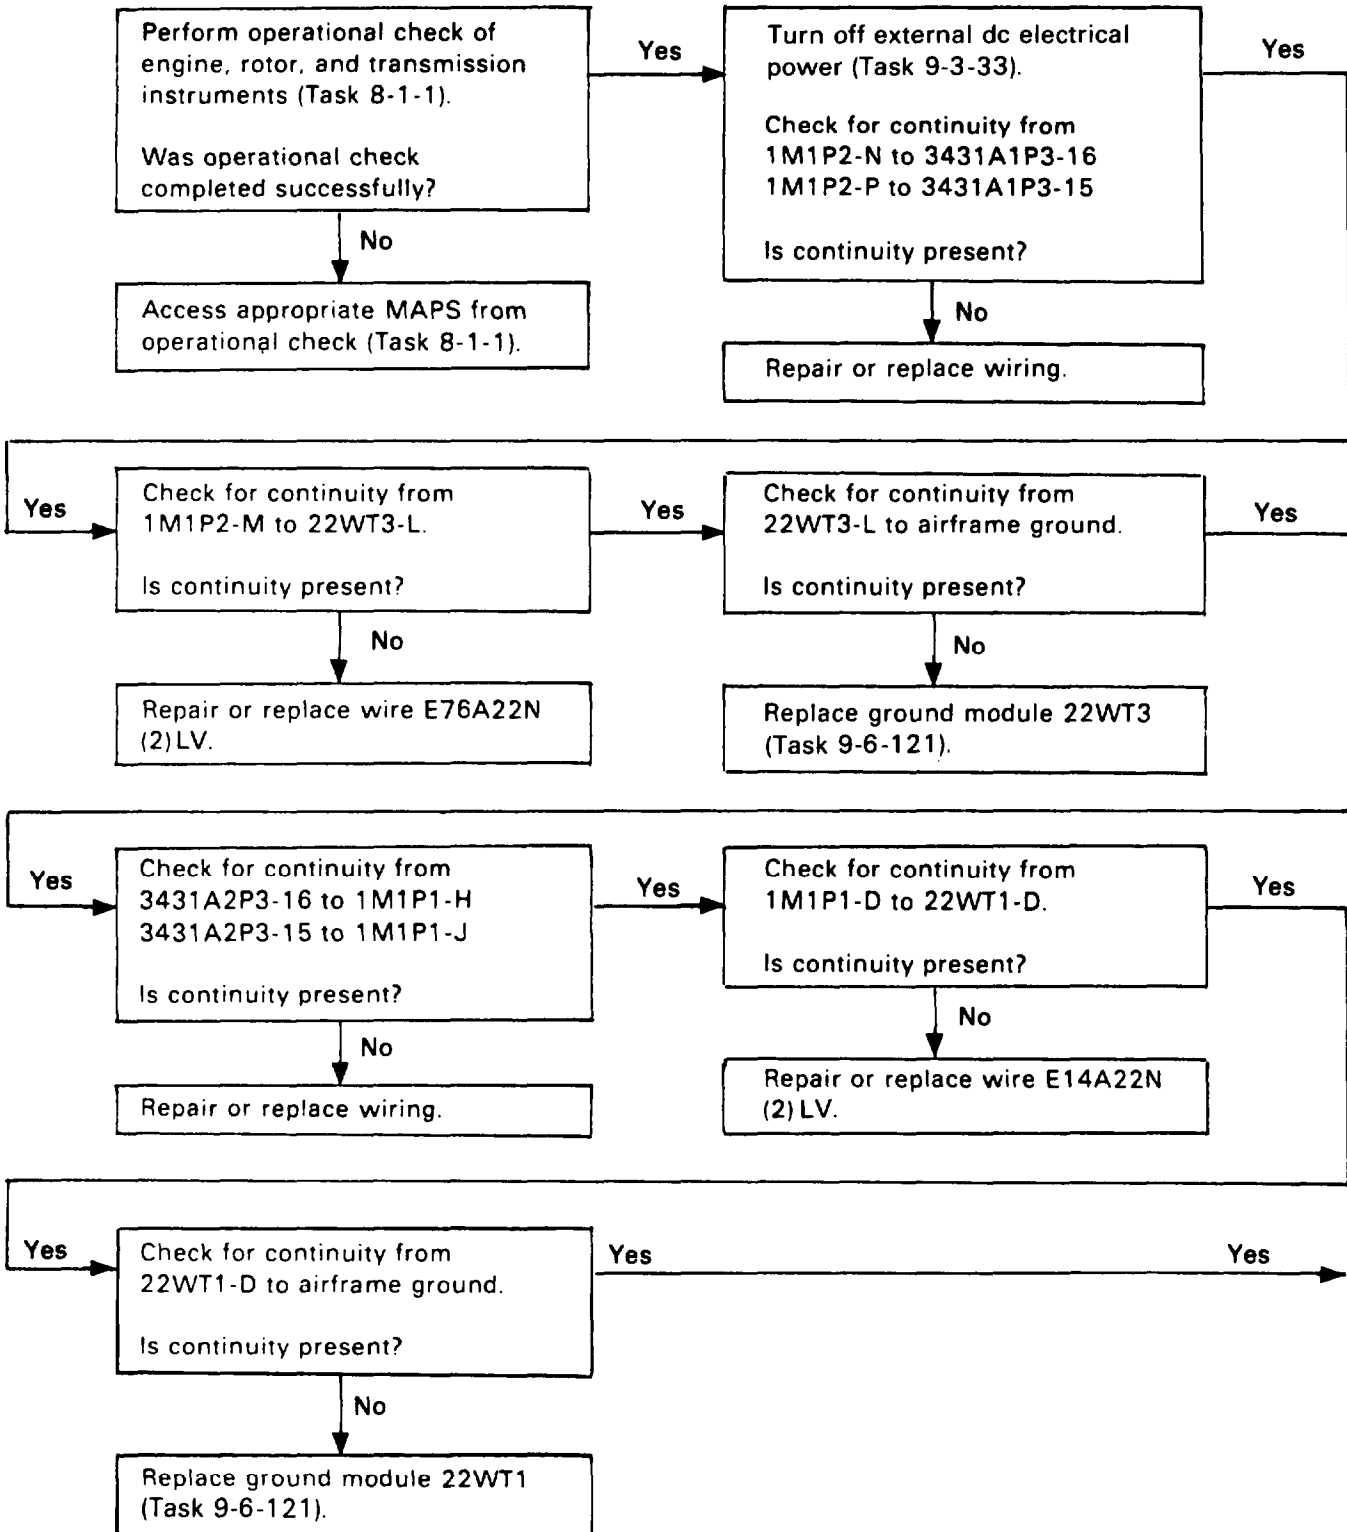 Perform operational check of
engine, rotor, and transmission
instruments (Task 8-1-1).
Was operational check
completed successfully?
Yes
Turn off external dc electrical
power (Task 9-3-33).
Check for continuity from
1M1P2-N to 3431A1P3-16
1M1P2-P to 3431A1P3-15
Is continuity present?
Yes
No
Access appropriate MAPS from
operational check (Task 8-1-1).
No
Repair or replace wiring.
Yes
Check for continuity from
1M1P2-M to 22WT3-L.
Is continuity present?
Yes
Check for continuity from
22WT3-L to airframe ground.
Is continuity present?
Yes
No
Repair or replace wire E76A22N
(2)LV.
No
Replace ground module 22WT3
(Task 9-6-121).
Yes
Check for continuity from
3431A2P3-16 to 1M1P1-H
3431A2P3-15 to 1M1P1-J
Is continuity present?
Yes
Check for continuity from
1M1P1-D to 22WT1-D.
Is continuity present?
Yes
No
Repair or replace wiring.
No
Repair or replace wire E14A22N
(2)LV.
Yes
Check for continuity from
22WT1-D to airframe ground.
Is continuity present?
Yes
Yes
No
Replace ground module 22WT1
(Task 9-6-121).